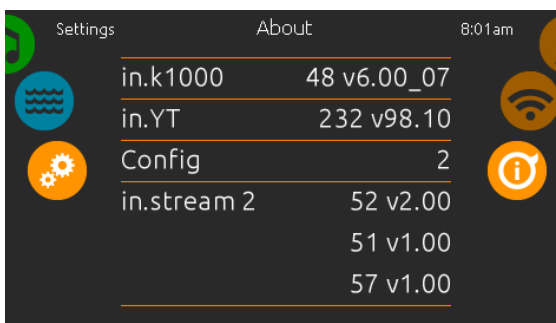 Settings About 8:01am
in.k1000 48 v6.00_07
in.YT 232 v98.10
Config 2
in.stream 2 52 v2.00
51 v1.00
57 v1.00